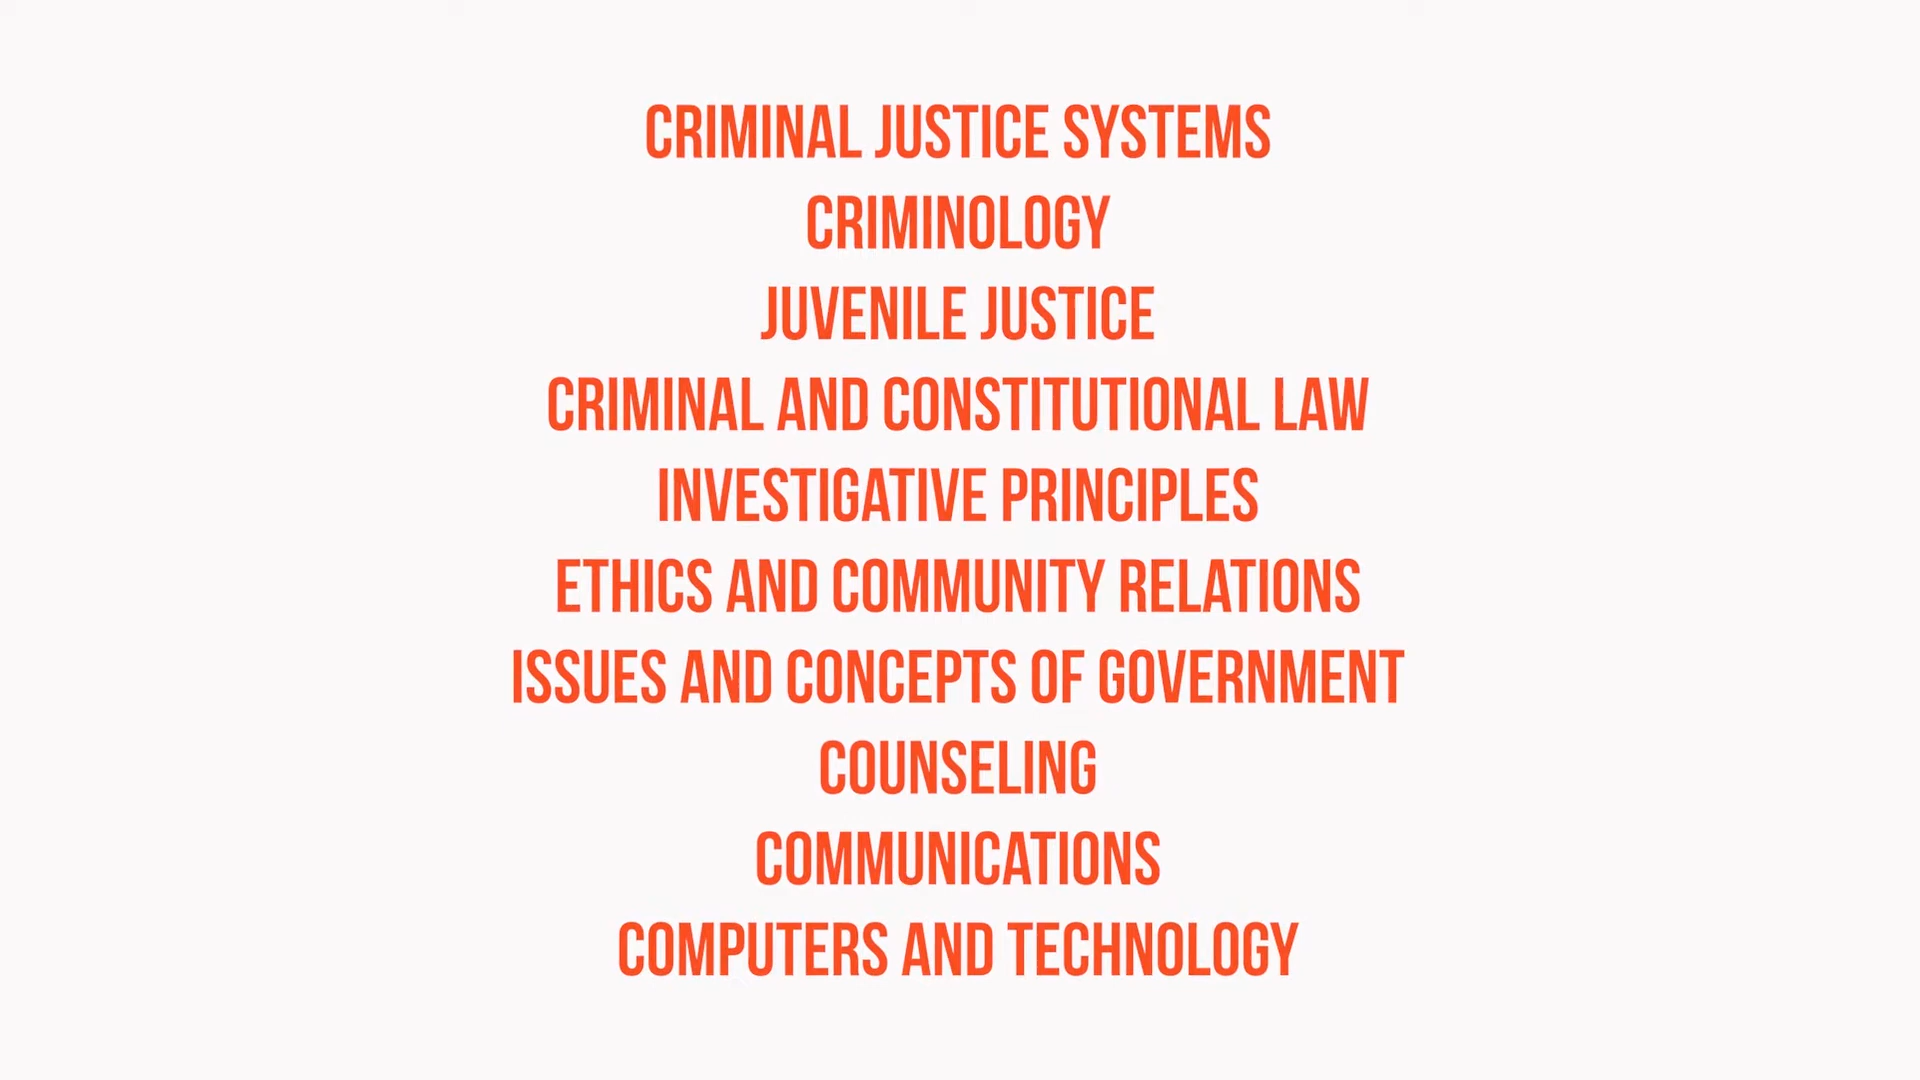 CRIMINAL JUSTICE SYSTEMS
CRIMINOLOGY
JUVENILE JUSTICE
CRIMINAL AND CONSTITUTIONAL LAW
INVESTIGATIVE PRINCIPLES
ETHICS AND COMMUNITY RELATIONS
ISSUES AND CONCEPTS OF GOVERNMENT
COUNSELING
COMMUNICATIONS
COMPUTERS AND TECHNOLOGY